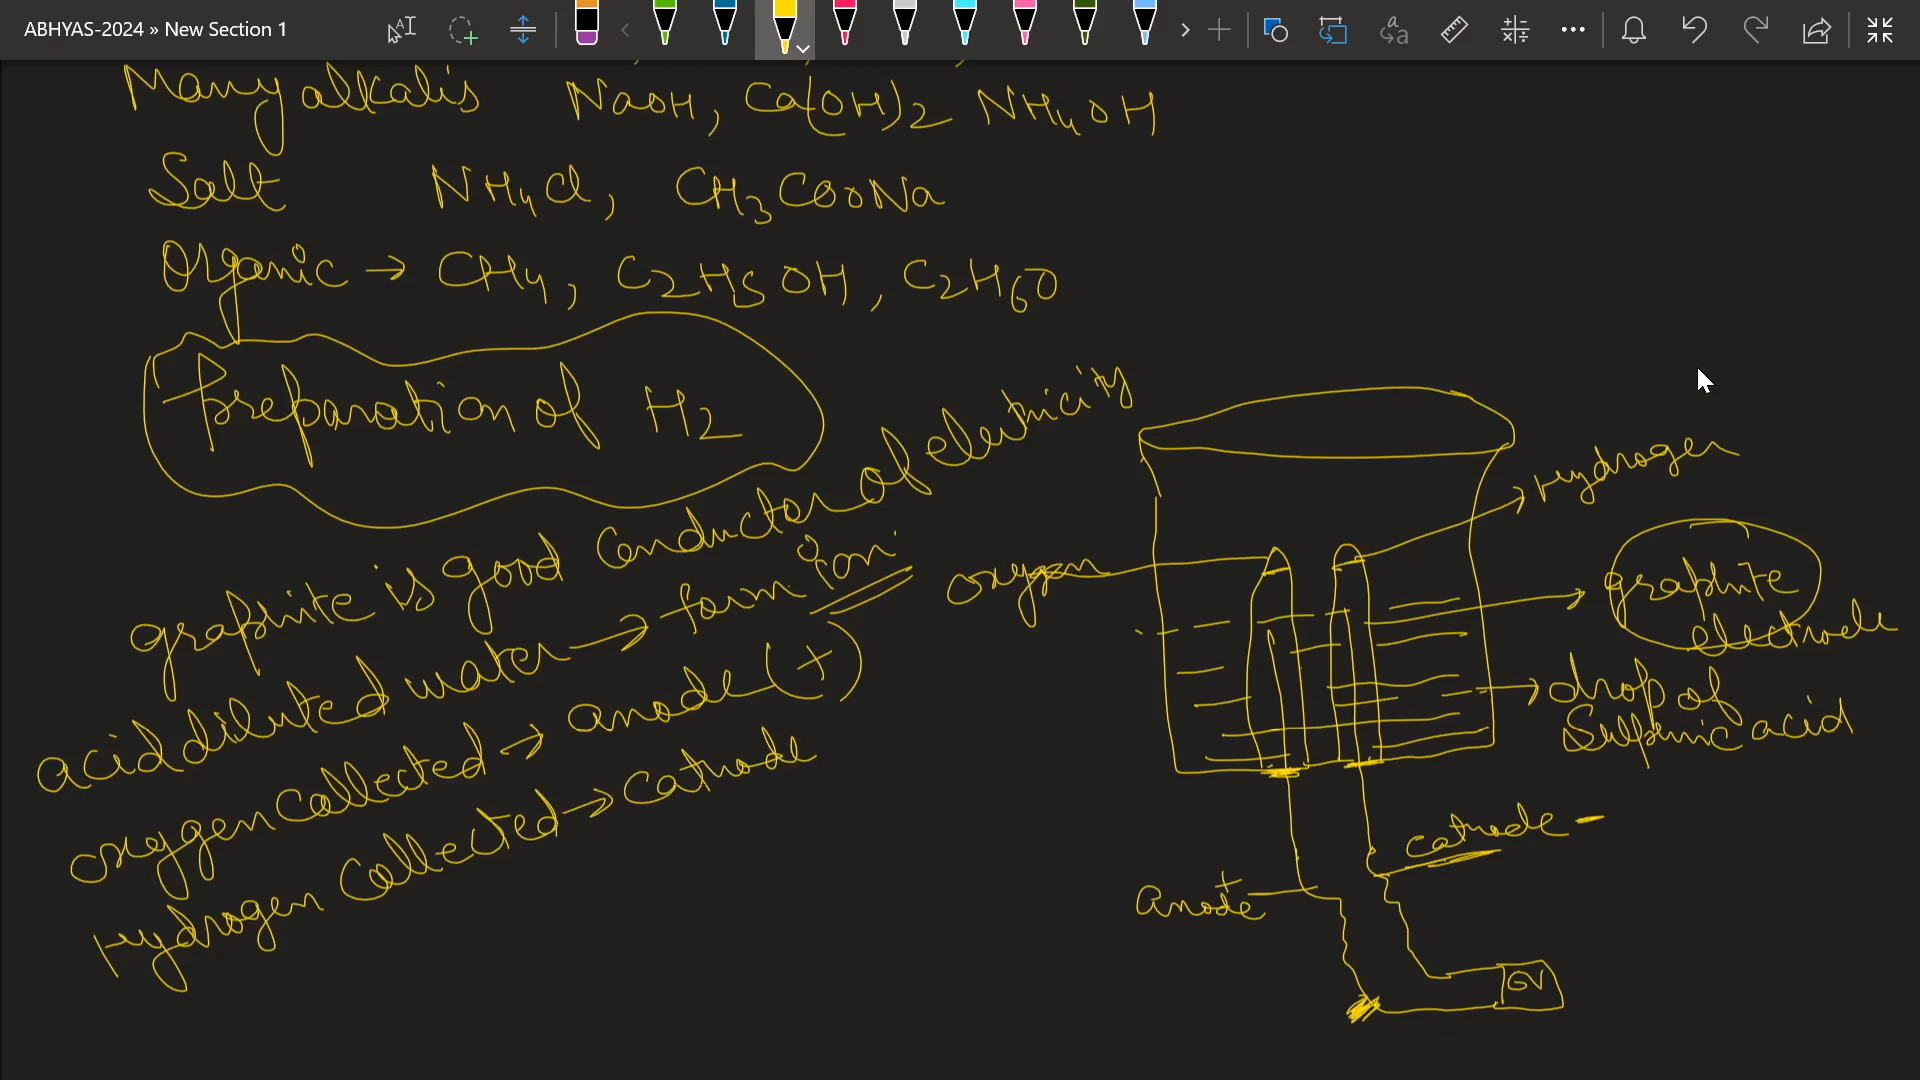 ABHYAS-2024 » New Section 1
Many alkalis NaOH, Ca(OH)2 NH4OH
Salt NH4Cl, CH3COONa
Organic → CH4, C2H5OH, C2H6O
Preparation of H2
graphite is good conductor of electricity
acid diluted water → form ion
oxygen collected → anode (+)
Hydrogen collected → cathode
Hydrogen
oxygen
graphite
electrode
drop of
Sulphuric acid
cathode -
+
anode
6V